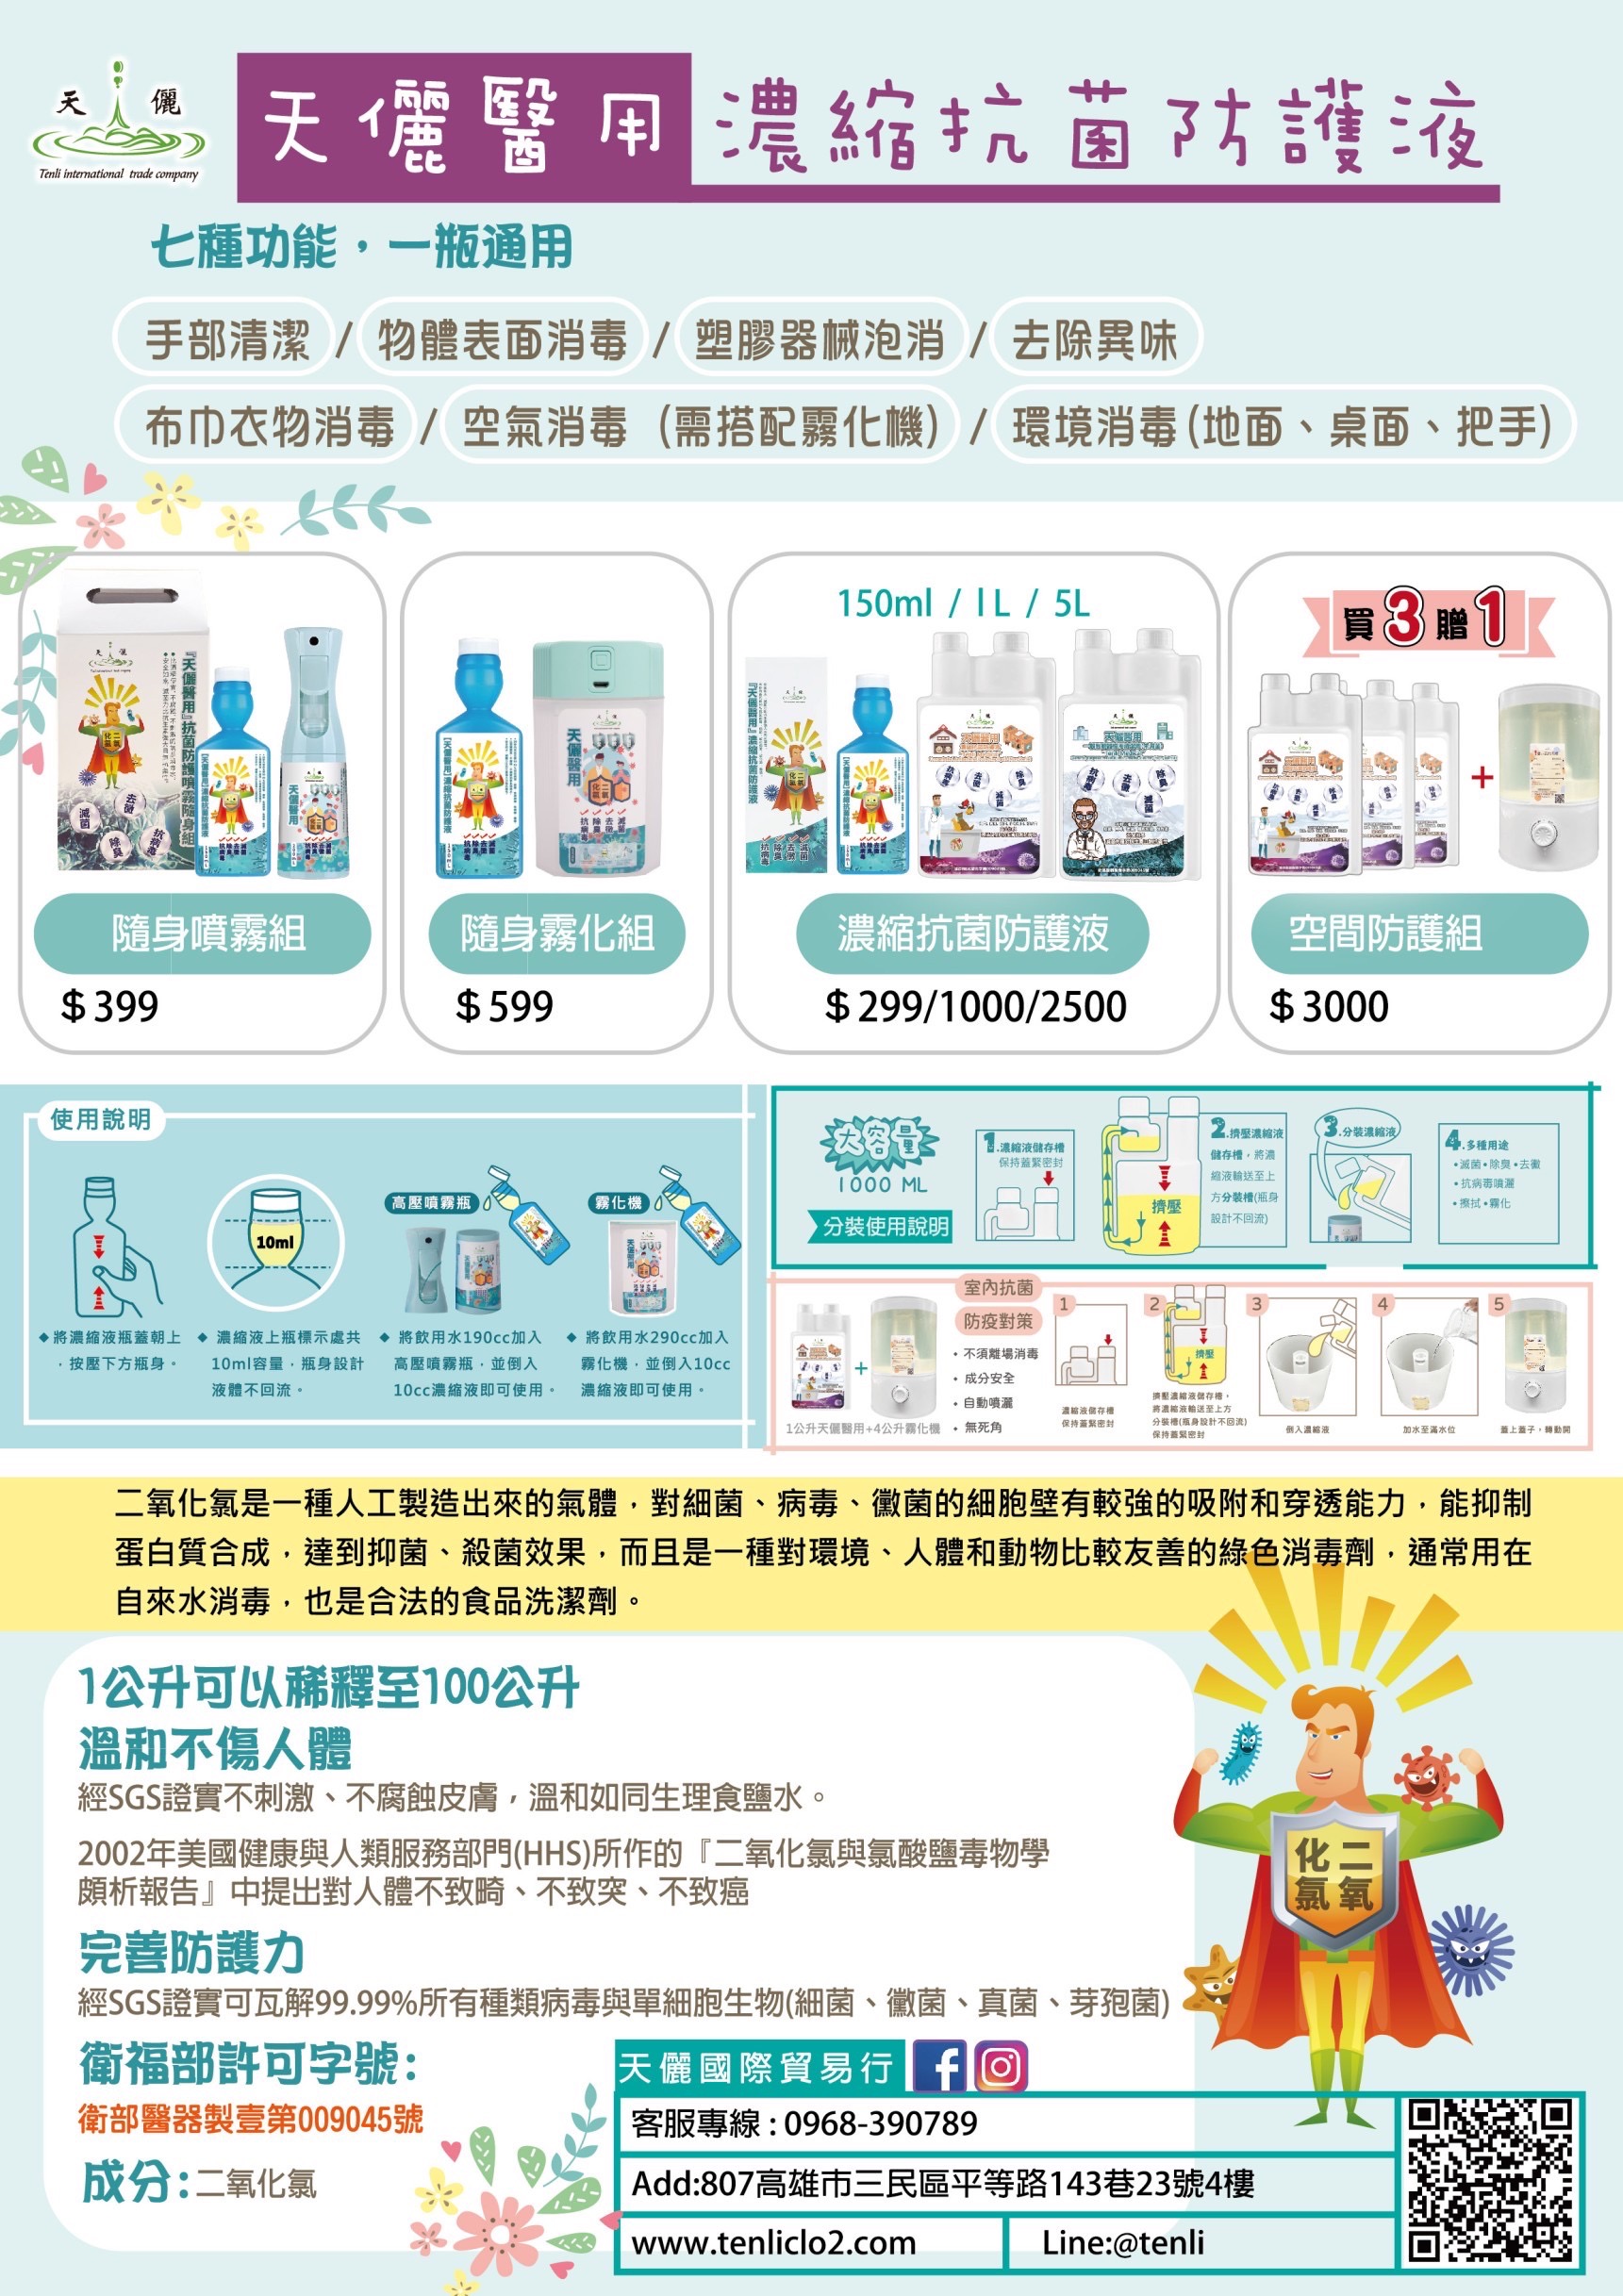 天儷
Tenli international trade company
天儷醫用濃縮抗菌防護液
七種功能，一瓶通用
手部清潔 / 物體表面消毒 / 塑膠器械泡消 / 去除異味
布巾衣物消毒 / 空氣消毒 (需搭配霧化機) / 環境消毒(地面、桌面、把手)
『天儷醫用』抗菌防護噴霧隨身組
滅菌
去黴
除臭
抗病毒
天儷醫用
150ml / 1L / 5L
買3贈1
+
隨身噴霧組
＄399
隨身霧化組
＄599
濃縮抗菌防護液
＄299/1000/2500
空間防護組
＄3000
使用說明
10ml
高壓噴霧瓶
霧化機
◆將濃縮液瓶蓋朝上
，按壓下方瓶身。
◆ 濃縮液上瓶標示處共
10ml容量，瓶身設計
液體不回流。
◆ 將飲用水190cc加入
高壓噴霧瓶，並倒入
10cc濃縮液即可使用。
◆ 將飲用水290cc加入
霧化機，並倒入10cc
濃縮液即可使用。
大容量
1000 ML
分裝使用說明
1.濃縮液儲存槽
保持蓋緊密封
擠壓
2.擠壓濃縮液
儲存槽，將濃
縮液輸送至上
方分裝槽(瓶身
設計不回流)
3.分裝濃縮液
4.多種用途
•滅菌•除臭•去黴
•抗病毒噴灑
•擦拭•霧化
+
1公升天儷醫用+4公升霧化機
室內抗菌
防疫對策
• 不須離場消毒
• 成分安全
• 自動噴灑
• 無死角
1
濃縮液儲存槽
保持蓋緊密封
2
擠壓
擠壓濃縮液儲存槽，
將濃縮液輸送至上方
分裝槽(瓶身設計不回流)
保持蓋緊密封
3
倒入濃縮液
4
加水至滿水位
5
蓋上蓋子，轉動開
二氧化氯是一種人工製造出來的氣體，對細菌、病毒、黴菌的細胞壁有較強的吸附和穿透能力，能抑制
蛋白質合成，達到抑菌、殺菌效果，而且是一種對環境、人體和動物比較友善的綠色消毒劑，通常用在
自來水消毒，也是合法的食品洗潔劑。
1公升可以稀釋至100公升
溫和不傷人體
經SGS證實不刺激、不腐蝕皮膚，溫和如同生理食鹽水。
2002年美國健康與人類服務部門(HHS)所作的『二氧化氯與氯酸鹽毒物學
頗析報告』中提出對人體不致畸、不致突、不致癌
完善防護力
經SGS證實可瓦解99.99%所有種類病毒與單細胞生物(細菌、黴菌、真菌、芽孢菌)
二氧化氯
衛福部許可字號:
衛部醫器製壹第009045號
成分:二氧化氯
天儷國際貿易行
客服專線 : 0968-390789
Add:807高雄市三民區平等路143巷23號4樓
www.tenliclo2.com
Line:@tenli